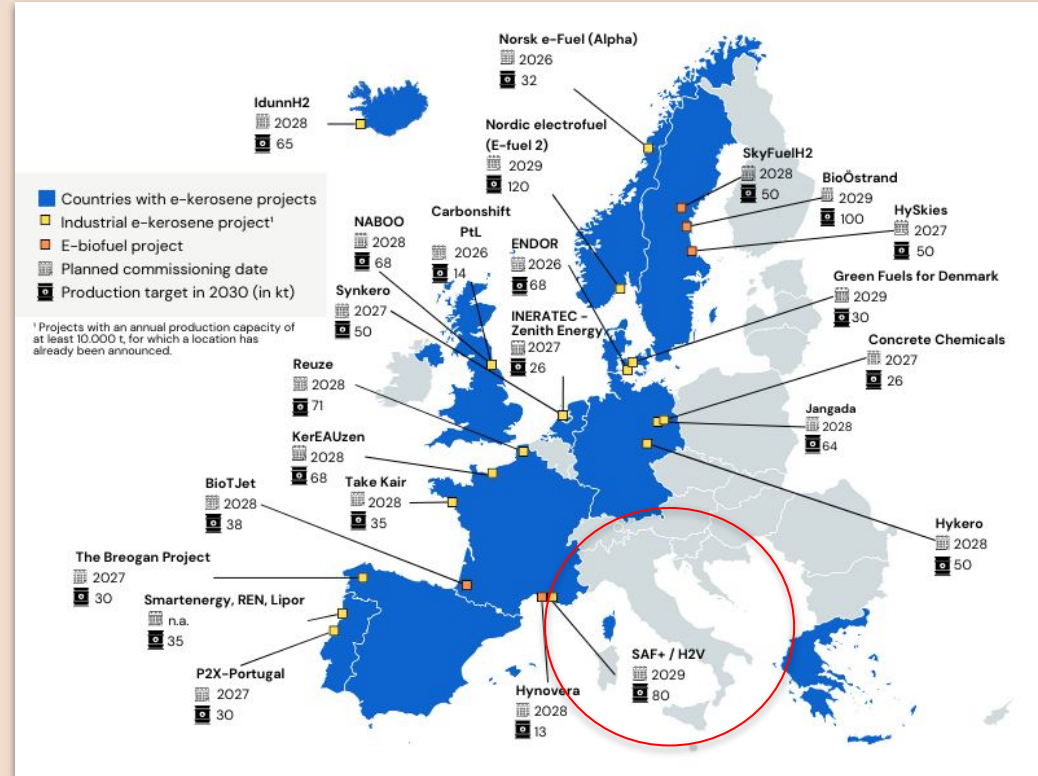 Norsk e-Fuel (Alpha)
2026
32
IdunnH2
2028
65
Nordic electrofuel
(E-fuel 2)
2029
120
SkyFuelH2
2028
50
BioÖstrand
2029
100
HySkies
2027
50
Countries with e-kerosene projects
Industrial e-kerosene project¹
E-biofuel project
Planned commissioning date
Production target in 2030 (in kt)
¹ Projects with an annual production capacity of
at least 10.000 t, for which a location has
already been announced.
NABOO
2028
68
Carbonshift
PtL
2026
14
ENDOR
2026
68
Green Fuels for Denmark
2029
30
Synkero
2027
50
INERATEC -
Zenith Energy
2027
26
Concrete Chemicals
2027
26
Reuze
2028
71
Jangada
2028
64
KerEAUzen
2028
68
Take Kair
2028
35
BioTJet
2028
38
Hykero
2028
50
The Breogan Project
2027
30
Smartenergy, REN, Lipor
n.a.
35
SAF+ / H2V
2029
80
P2X-Portugal
2027
30
Hynovera
2028
13